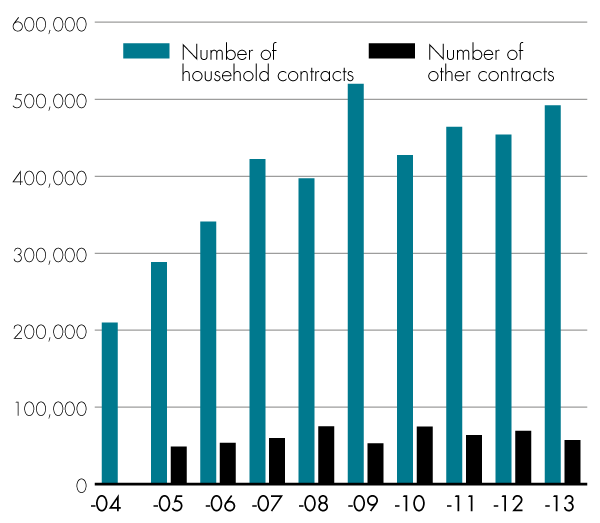 600,000
Number of
household contracts
Number of
other contracts
500,000
400,000
300,000
200,000
100,000
0
-04 -05 -06 -07 -08 -09 -10 -11 -12 -13